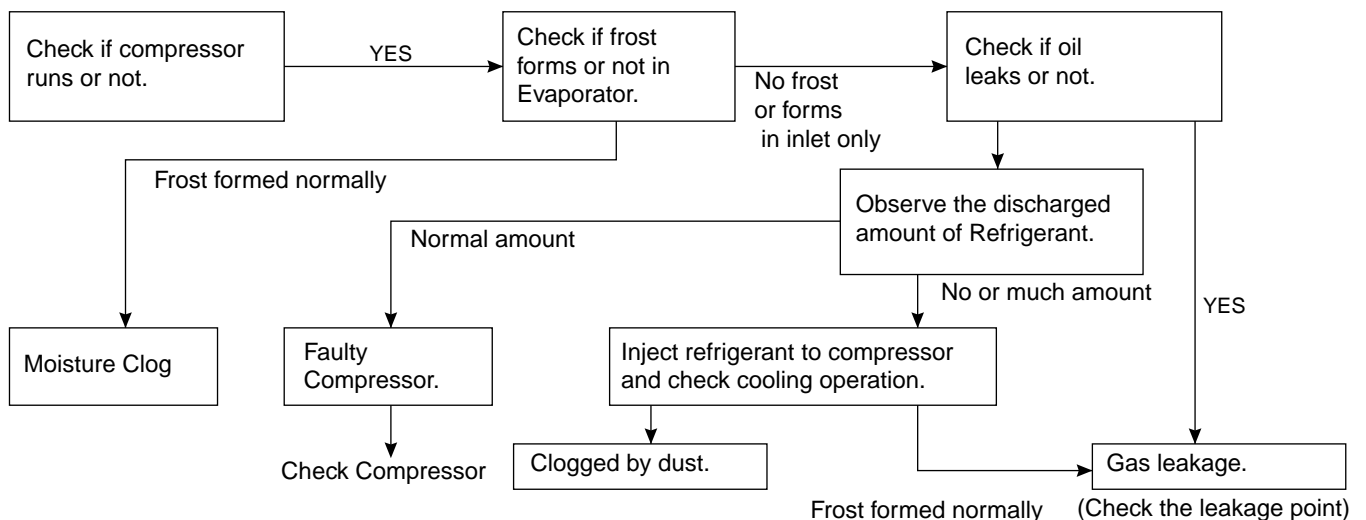 Check if compressor
runs or not.
YES
Check if frost
forms or not in
Evaporator.
No frost
or forms
in inlet only
Check if oil
leaks or not.
Frost formed normally
Observe the discharged
amount of Refrigerant.
Normal amount
No or much amount
YES
Moisture Clog
Faulty
Compressor.
Inject refrigerant to compressor
and check cooling operation.
Check Compressor
Clogged by dust.
Gas leakage.
Frost formed normally
(Check the leakage point)